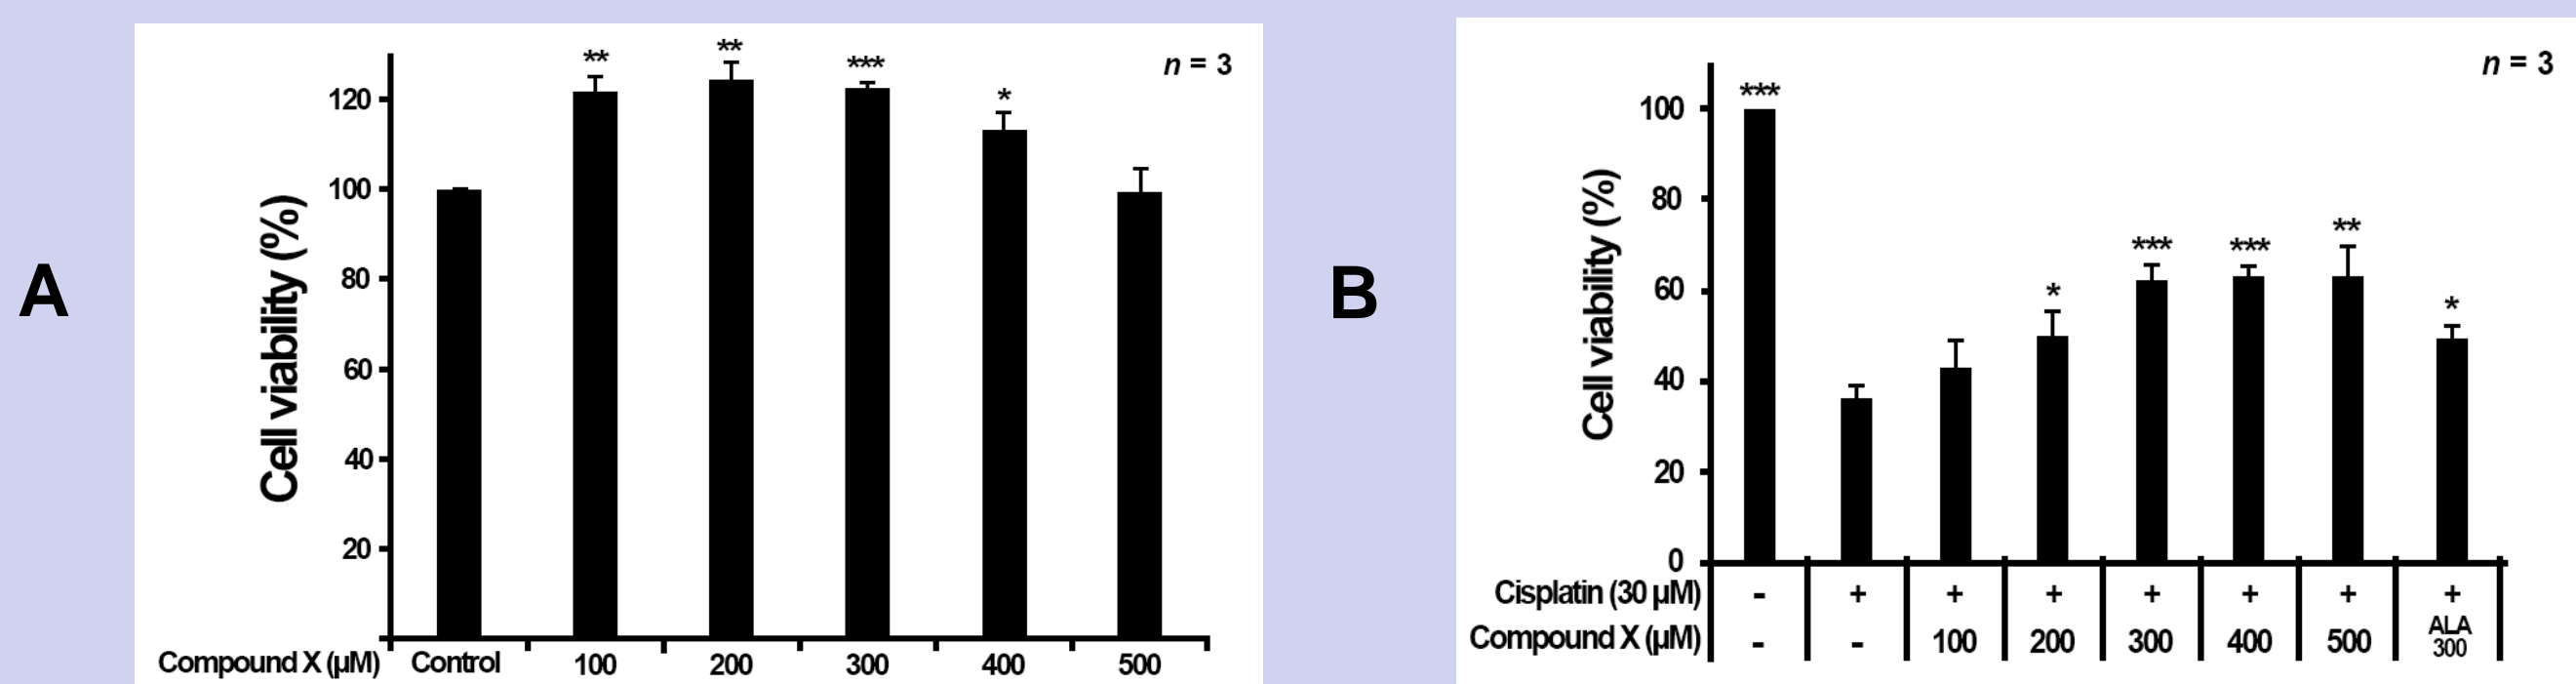 A
n = 3
** ** *** *
120
100
80
60
40
20
Cell viability (%)
Compound X (µM) Control 100 200 300 400 500
B
n = 3
*** * *** *** ** *
100
80
60
40
20
0
Cell viability (%)
Cisplatin (30 µM) - + + + + + + +
Compound X (µM) - - 100 200 300 400 500 ALA
300